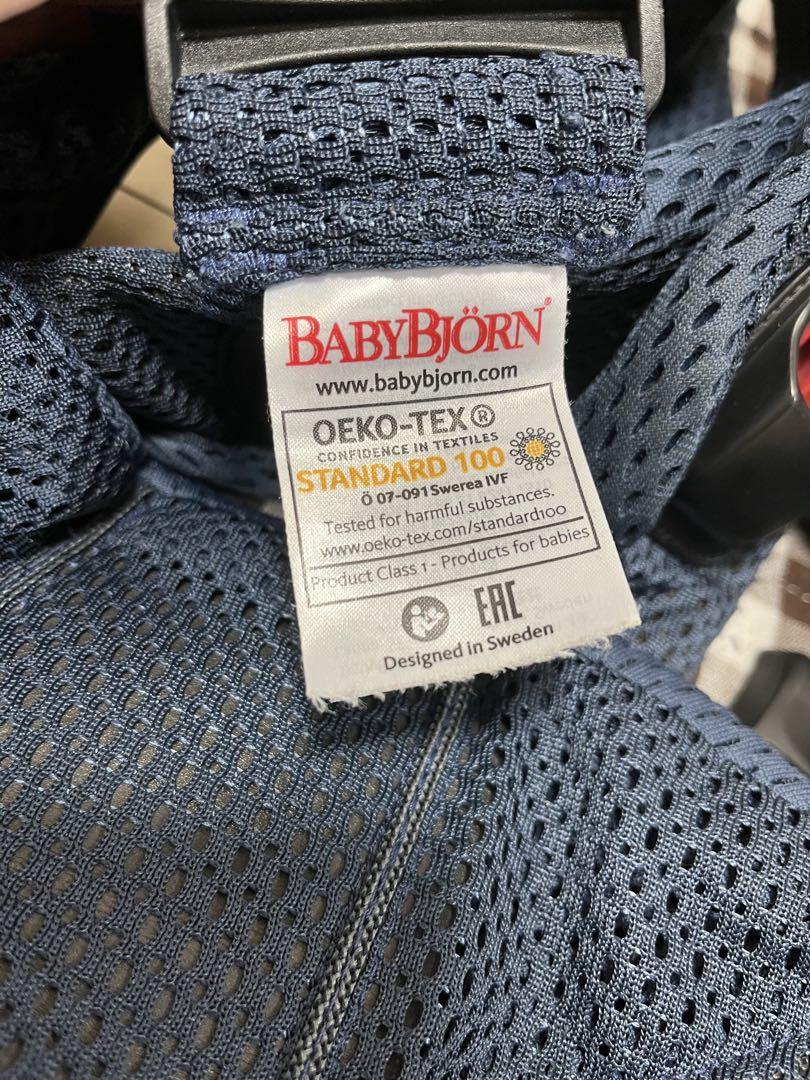 BABYBJÖRN®
www.babybjorn.com
OEKO-TEX®
CONFIDENCE IN TEXTILES
STANDARD 100
Ö 07-091 Swerea IVF
Tested for harmful substances.
www.oeko-tex.com/standard100
Product Class 1 - Products for babies
EAC
Designed in Sweden